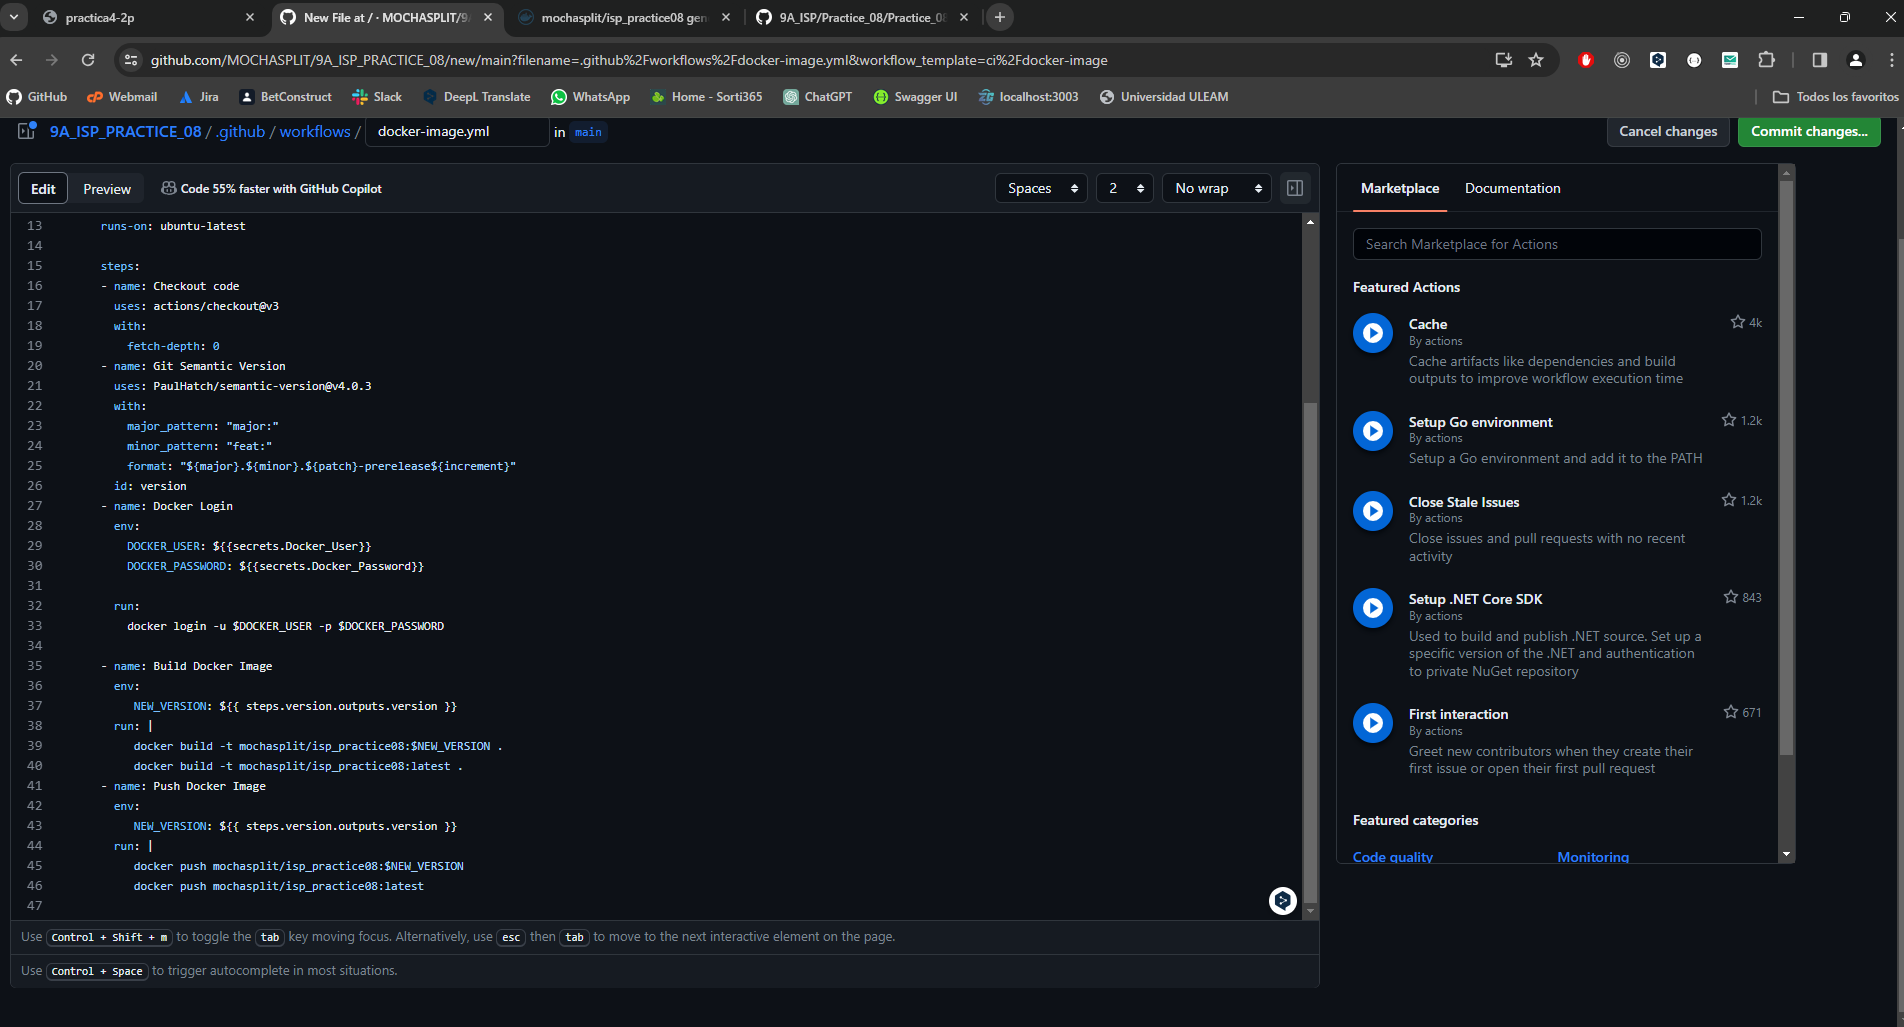 practica4-2p
New File at / · MOCHASPLIT/9A
mochasplit/isp_practice08 gen
9A_ISP/Practice_08/Practice_08
github.com/MOCHASPLIT/9A_ISP_PRACTICE_08/new/main?filename=.github%2Fworkflows%2Fdocker-image.yml&workflow_template=ci%2Fdocker-image
GitHub
Webmail
Jira
BetConstruct
Slack
DeepL Translate
WhatsApp
Home - Sorti365
ChatGPT
Swagger UI
localhost:3003
Universidad ULEAM
Todos los favoritos
9A_ISP_PRACTICE_08 / .github / workflows / docker-image.yml in main
Cancel changes
Commit changes...
Edit
Preview
Code 55% faster with GitHub Copilot
Spaces
2
No wrap
13 runs-on: ubuntu-latest
14
15 steps:
16 - name: Checkout code
17 uses: actions/checkout@v3
18 with:
19 fetch-depth: 0
20 - name: Git Semantic Version
21 uses: PaulHatch/semantic-version@v4.0.3
22 with:
23 major_pattern: "major:"
24 minor_pattern: "feat:"
25 format: "${major}.${minor}.${patch}-prerelease${increment}"
26 id: version
27 - name: Docker Login
28 env:
29 DOCKER_USER: ${{secrets.Docker_User}}
30 DOCKER_PASSWORD: ${{secrets.Docker_Password}}
31
32 run:
33 docker login -u $DOCKER_USER -p $DOCKER_PASSWORD
34
35 - name: Build Docker Image
36 env:
37 NEW_VERSION: ${{ steps.version.outputs.version }}
38 run: |
39 docker build -t mochasplit/isp_practice08:$NEW_VERSION .
40 docker build -t mochasplit/isp_practice08:latest .
41 - name: Push Docker Image
42 env:
43 NEW_VERSION: ${{ steps.version.outputs.version }}
44 run: |
45 docker push mochasplit/isp_practice08:$NEW_VERSION
46 docker push mochasplit/isp_practice08:latest
47
Use Control + Shift + m to toggle the tab key moving focus. Alternatively, use esc then tab to move to the next interactive element on the page.
Use Control + Space to trigger autocomplete in most situations.
Marketplace
Documentation
Search Marketplace for Actions
Featured Actions
Cache
4k
By actions
Cache artifacts like dependencies and build
outputs to improve workflow execution time
Setup Go environment
1.2k
By actions
Setup a Go environment and add it to the PATH
Close Stale Issues
1.2k
By actions
Close issues and pull requests with no recent
activity
Setup .NET Core SDK
843
By actions
Used to build and publish .NET source. Set up a
specific version of the .NET and authentication
to private NuGet repository
First interaction
671
By actions
Greet new contributors when they create their
first issue or open their first pull request
Featured categories
Code quality
Monitoring